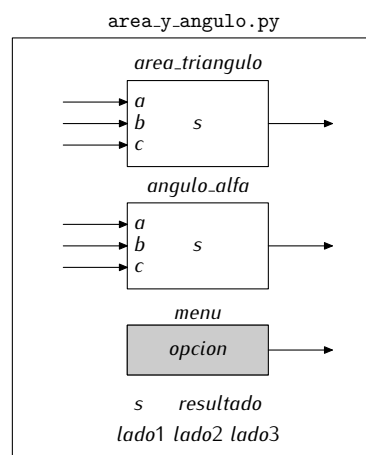 area_y_angulo.py
area_triangulo
a
b
s
c
angulo_alfa
a
b
s
c
menu
opcion
s resultado
lado1 lado2 lado3